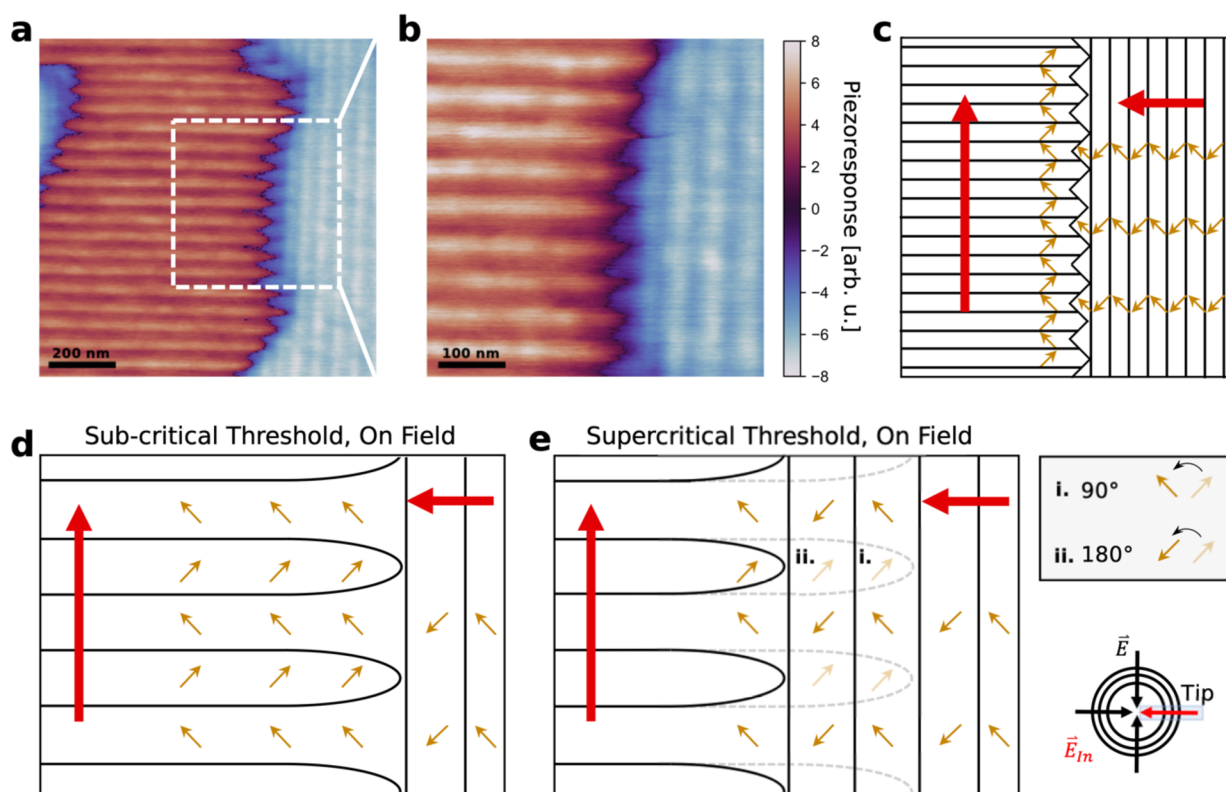 a
b
c
8
6
4
2
0
−2
−4
−6
−8
Piezoresponse [arb. u.]
200 nm
100 nm
d
Sub-critical Threshold, On Field
e
Supercritical Threshold, On Field
ii.
i.
i. 90°
ii. 180°
E⃗
Tip
E⃗In